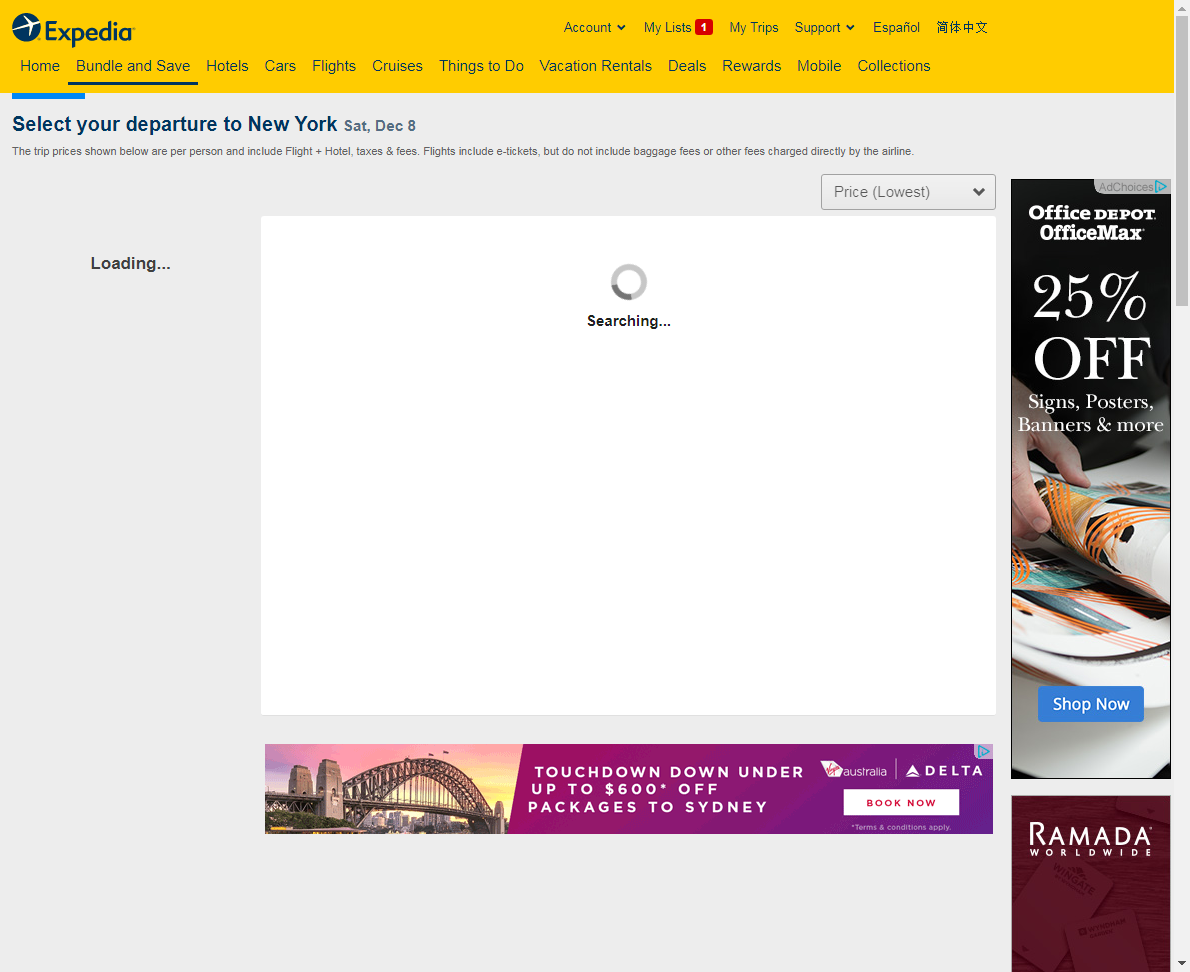 Expedia
Account
My Lists 1
My Trips
Support
Español
简体中文
Home
Bundle and Save
Hotels
Cars
Flights
Cruises
Things to Do
Vacation Rentals
Deals
Rewards
Mobile
Collections
Select your departure to New York Sat, Dec 8
The trip prices shown below are per person and include Flight + Hotel, taxes & fees. Flights include e-tickets, but do not include baggage fees or other fees charged directly by the airline.
Price (Lowest)
Loading...
Searching...
AdChoices
Office DEPOT
OfficeMax
25%
OFF
Signs, Posters,
Banners & more
Shop Now
TOUCHDOWN DOWN UNDER
UP TO $600* OFF
PACKAGES TO SYDNEY
Virgin australia
DELTA
BOOK NOW
*Terms & conditions apply.
RAMADA
WORLDWIDE
WINGATE
WYNDHAM